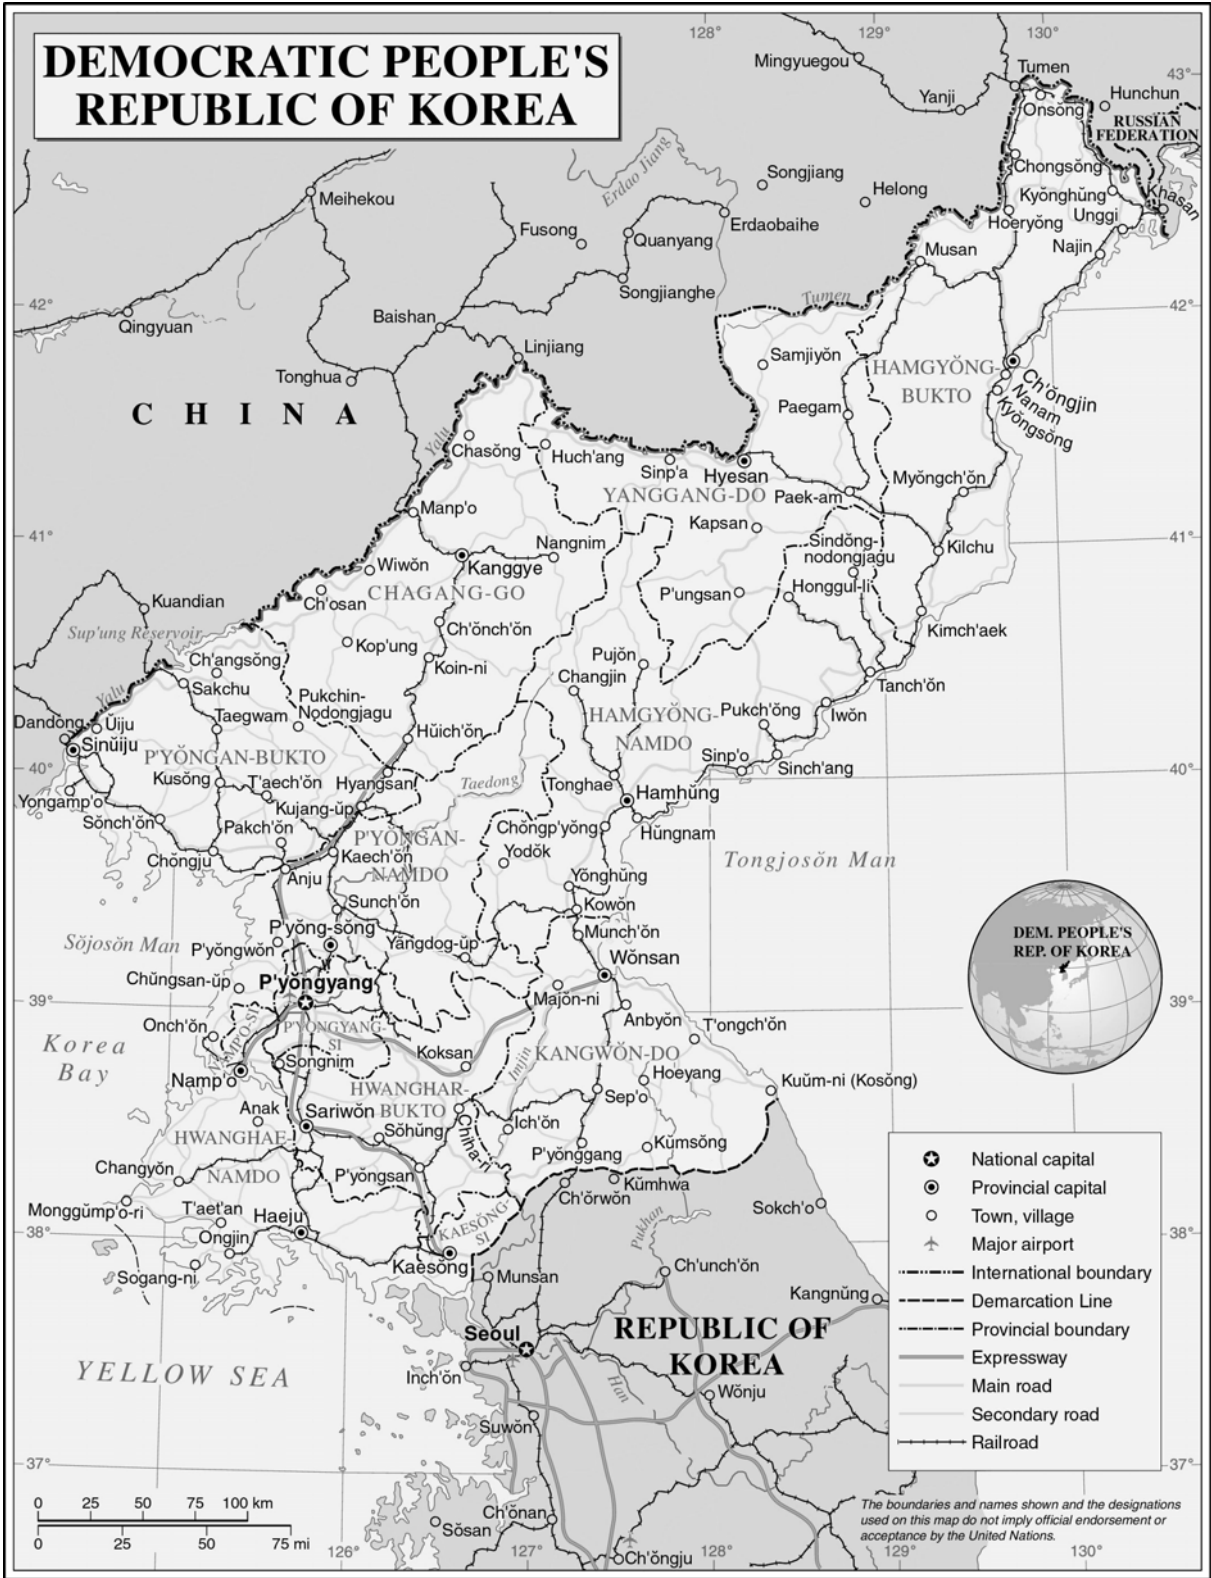 DEMOCRATIC PEOPLE'S
REPUBLIC OF KOREA
128°
129°
130°
43°
Mingyuegou
Tumen
Yanji
Hunchun
Onsŏng
RUSSIAN
FEDERATION
Erdao Jiang
Songjiang
Chongsŏng
Meihekou
Helong
Kyŏnghŭng
Khasan
Fusong
Quanyang
Erdaobaihe
Hoeryŏng
Unggi
Musan
Najin
Songjianghe
Tumen
42°
42°
Qingyuan
Baishan
Linjiang
Samjiyŏn
HAMGYŎNG-
BUKTO
Tonghua
Ch'ŏngjin
Nanam
Kyŏngsŏng
Paegam
CHINA
Yalu
Chasŏng
Huch'ang
Sinp'a
Hyesan
YANGGANG-DO
Paek-am
Myŏngch'ŏn
Manp'o
Kapsan
41°
41°
Nangnim
Sindŏng-
nodongjagu
Kilchu
Wiwŏn
Kanggye
CHAGANG-GO
Honggul-li
P'ungsan
Kuandian
Ch'osan
Ch'ŏnch'ŏn
Kimch'aek
Sup'ung Reservoir
Kop'ung
Ch'angsŏng
Koin-ni
Pujŏn
Changjin
Tanch'ŏn
Yalu
Sakchu
Pukchin-
Nodongjagu
Dandong
Ŭiju
Taegwam
Hŭich'ŏn
HAMGYŎNG-
NAMDO
Pukch'ŏng
Iwŏn
Sinŭiju
P'YŎNGAN-BUKTO
Sinp'o
Sinch'ang
40°
40°
Kusŏng
T'aech'ŏn
Hyangsan
Taedong
Tonghae
Hamhŭng
Yongamp'o
Kujang-ŭp
Sŏnch'ŏn
Pakch'ŏn
P'YŎNGAN-
NAMDO
Chŏngp'yŏng
Hŭngnam
Chŏngju
Kaech'ŏn
Yodŏk
Tongjosŏn Man
Anju
Yŏnghŭng
Sunch'ŏn
Kowŏn
P'yŏng-sŏng
Munch'ŏn
Sŏjosŏn Man
P'yŏngwŏn
Yăngdog-ŭp
Wŏnsan
DEM. PEOPLE'S
REP. OF KOREA
Chŭngsan-ŭp
P'yŏngyang
Majŏn-ni
39°
39°
Onch'ŏn
NAMP'O-SI
P'YŎNGYANG-
SI
Anbyŏn
T'ongch'ŏn
Korea
Bay
Songnim
Koksan
Imjin
KANGWŎN-DO
Namp'o
HWANGHAR-
BUKTO
Hoeyang
Kuŭm-ni (Kosŏng)
Sep'o
Anak
Sariwŏn
Sŏhŭng
Chiha-ri
Ich'ŏn
HWANGHAE-
NAMDO
P'yŏnggang
Kŭmsŏng
Changyŏn
P'yŏngsan
Kŭmhwa
Ch'ŏrwŏn
Monggŭmp'o-ri
T'aet'an
Haeju
KAESŎNG-
SI
Pukhan
Sokch'o
38°
38°
Ongjin
Kaesŏng
Sogang-ni
Munsan
Ch'unch'ŏn
Kangnŭng
Seoul
REPUBLIC OF
KOREA
YELLOW SEA
Inch'ŏn
Han
Wŏnju
Suwŏn
37°
37°
Ch'ŏnan
Sŏsan
Ch'ŏngju
National capital
Provincial capital
Town, village
Major airport
International boundary
Demarcation Line
Provincial boundary
Expressway
Main road
Secondary road
Railroad
0 25 50 75 100 km
0 25 50 75 mi
The boundaries and names shown and the designations
used on this map do not imply official endorsement or
acceptance by the United Nations.
126°
127°
128°
129°
130°